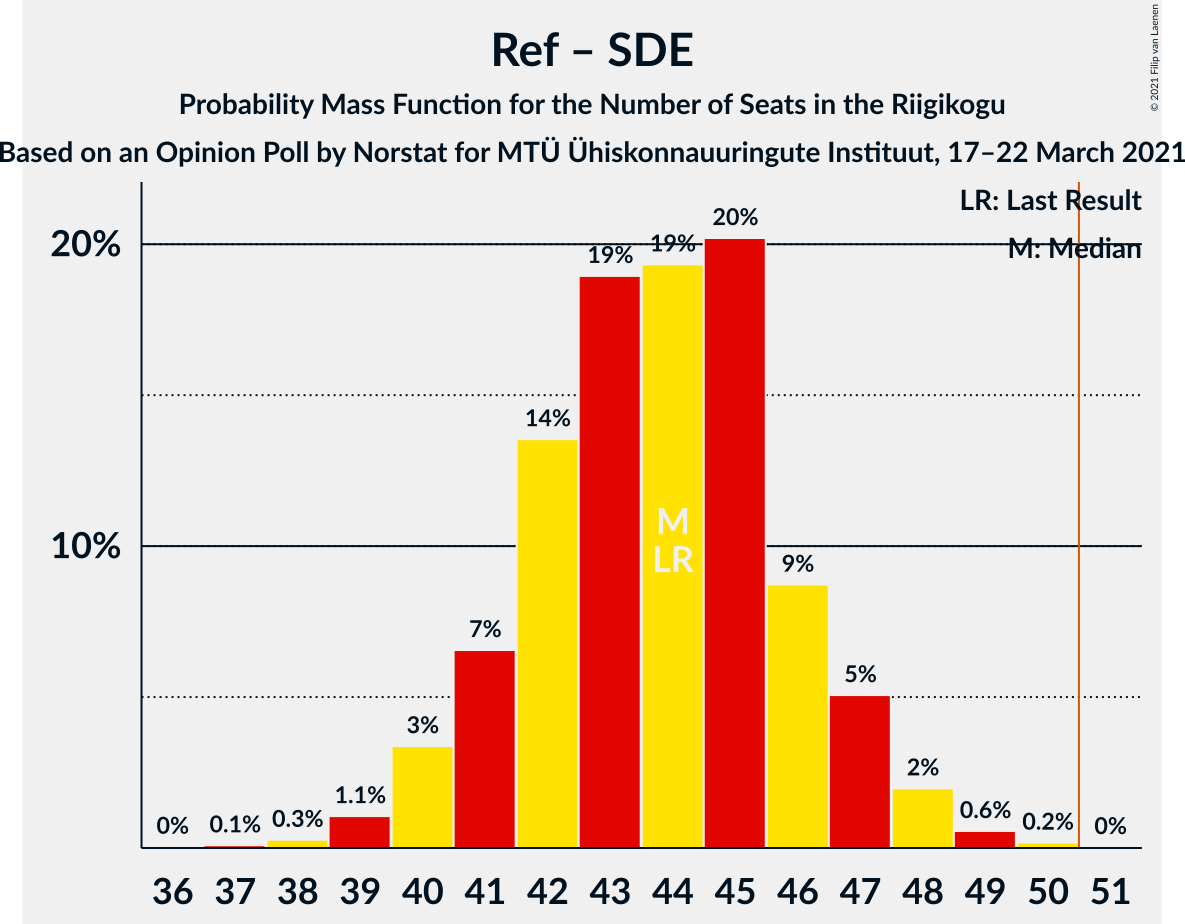 Ref – SDE
Probability Mass Function for the Number of Seats in the Riigikogu
Based on an Opinion Poll by Norstat for MTÜ Ühiskonnauuringute Instituut, 17–22 March 2021
© 2021 Filip van Laenen
LR: Last Result
M: Median
20%
10%
0%
0.1%
0.3%
1.1%
3%
7%
14%
19%
19%
20%
9%
5%
2%
0.6%
0.2%
0%
M
LR
36 37 38 39 40 41 42 43 44 45 46 47 48 49 50 51